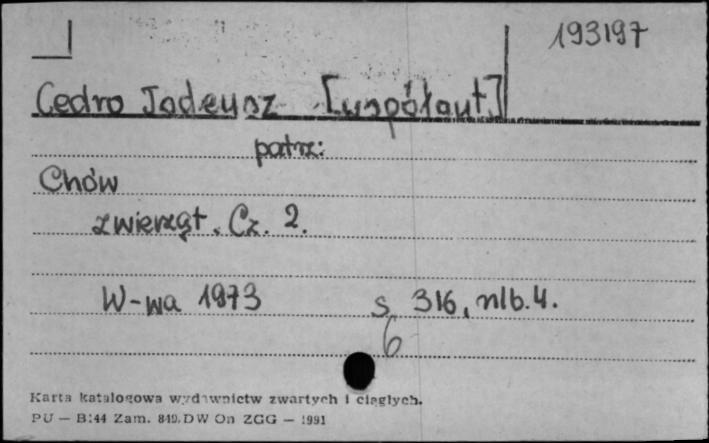 193197
Cedro Tadeusz [współaut.]
patrz:
Chów
zwierząt. Cz. 2.
W-wa 1973 s. 316, nlb. 4.
6
Karta katalogowa wydawnictw zwartych i ciągłych.
PU — B144 Zam. 849. DW On ZGG — 1991